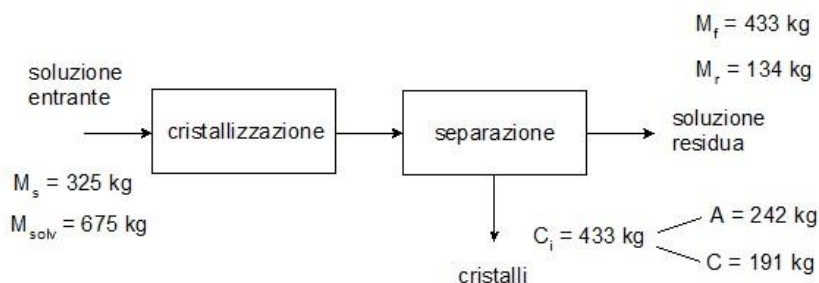 M_f = 433 kg
M_r = 134 kg
soluzione
entrante
cristallizzazione
separazione
soluzione
residua
M_s = 325 kg
M_solv = 675 kg
C_i = 433 kg
A = 242 kg
C = 191 kg
cristalli